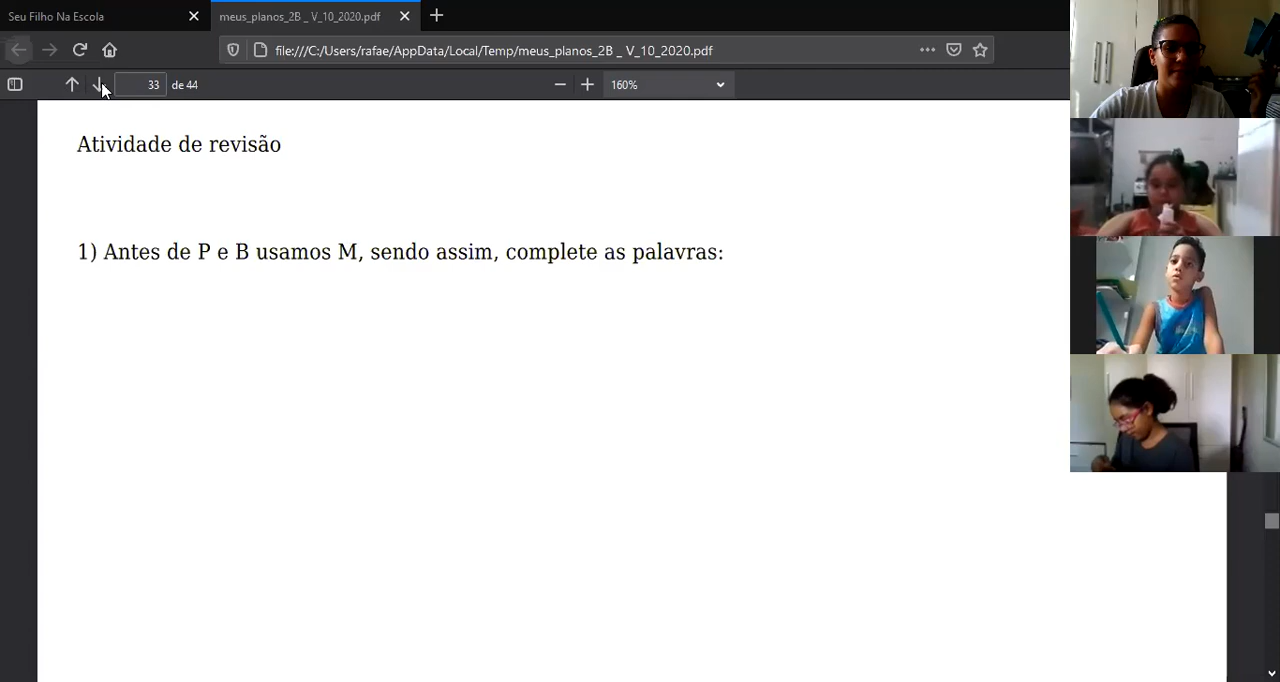 Seu Filho Na Escola
meus_planos_2B _ V_10_2020.pdf
file:///C:/Users/rafae/AppData/Local/Temp/meus_planos_2B _ V_10_2020.pdf
33 de 44
160%
Atividade de revisão
1) Antes de P e B usamos M, sendo assim, complete as palavras: